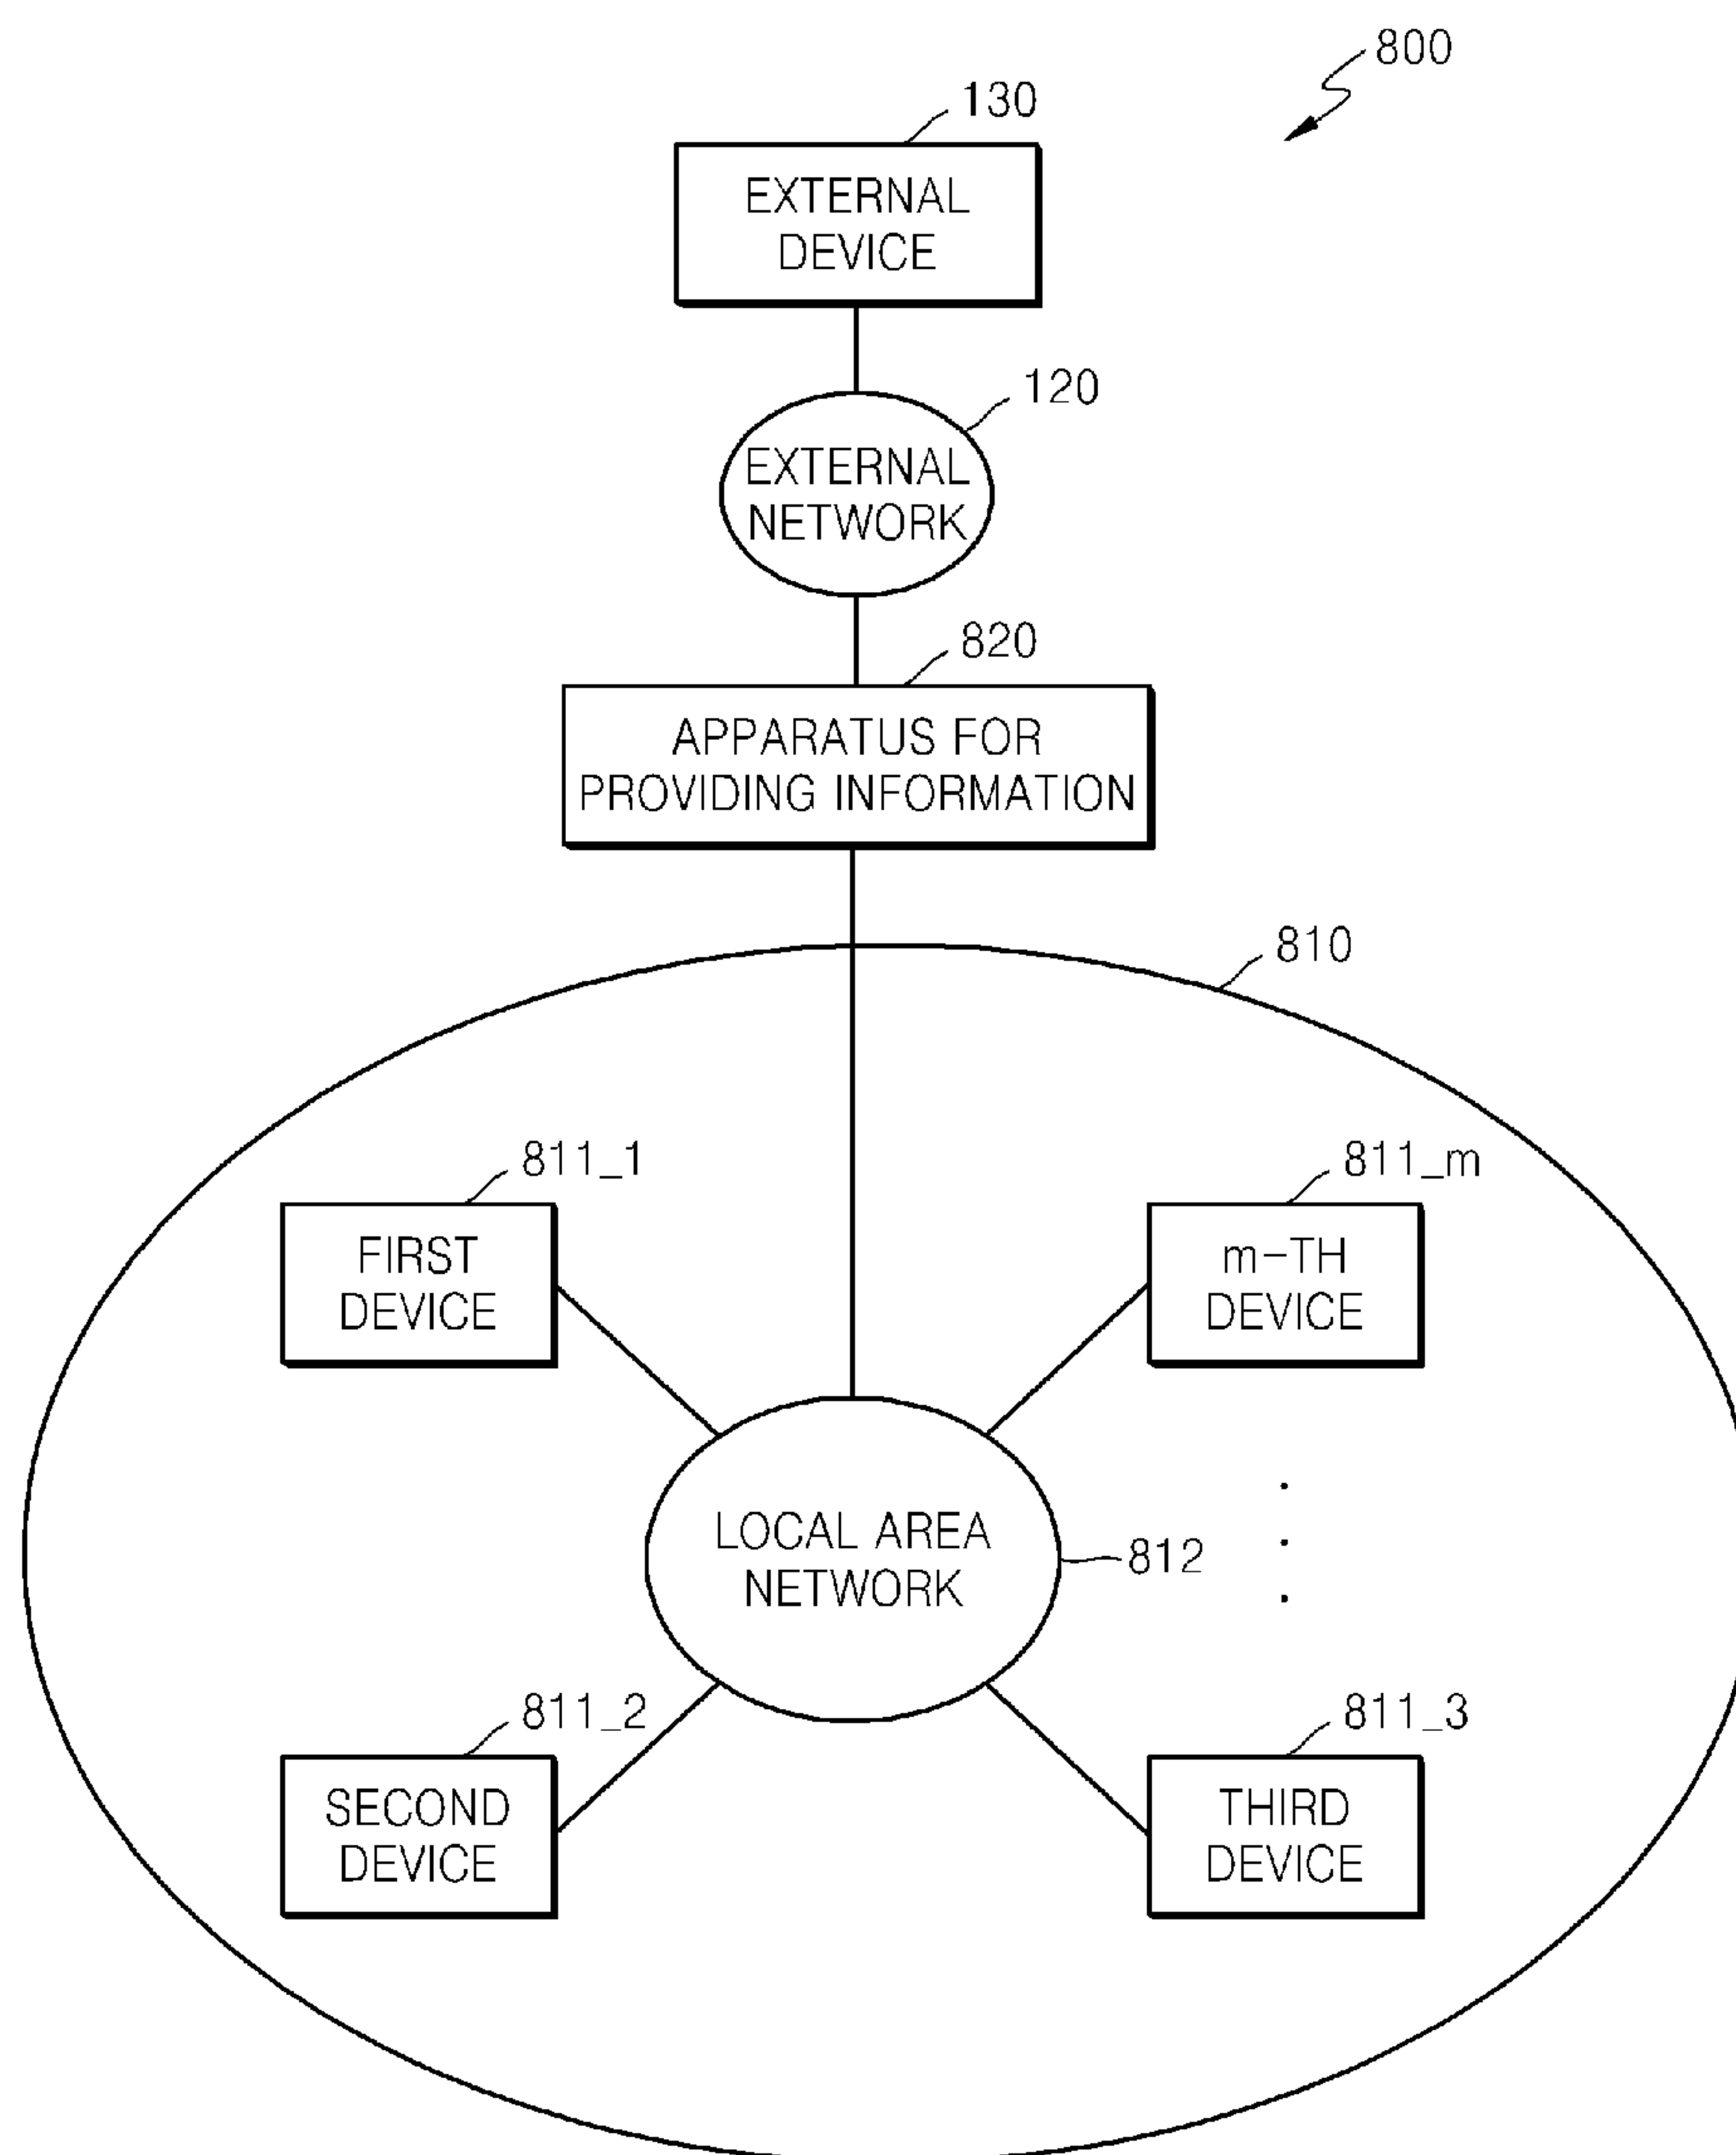 800
130
EXTERNAL
DEVICE
120
EXTERNAL
NETWORK
820
APPARATUS FOR
PROVIDING INFORMATION
810
811_1
FIRST
DEVICE
811_m
m-TH
DEVICE
LOCAL AREA
NETWORK
812
811_2
SECOND
DEVICE
811_3
THIRD
DEVICE